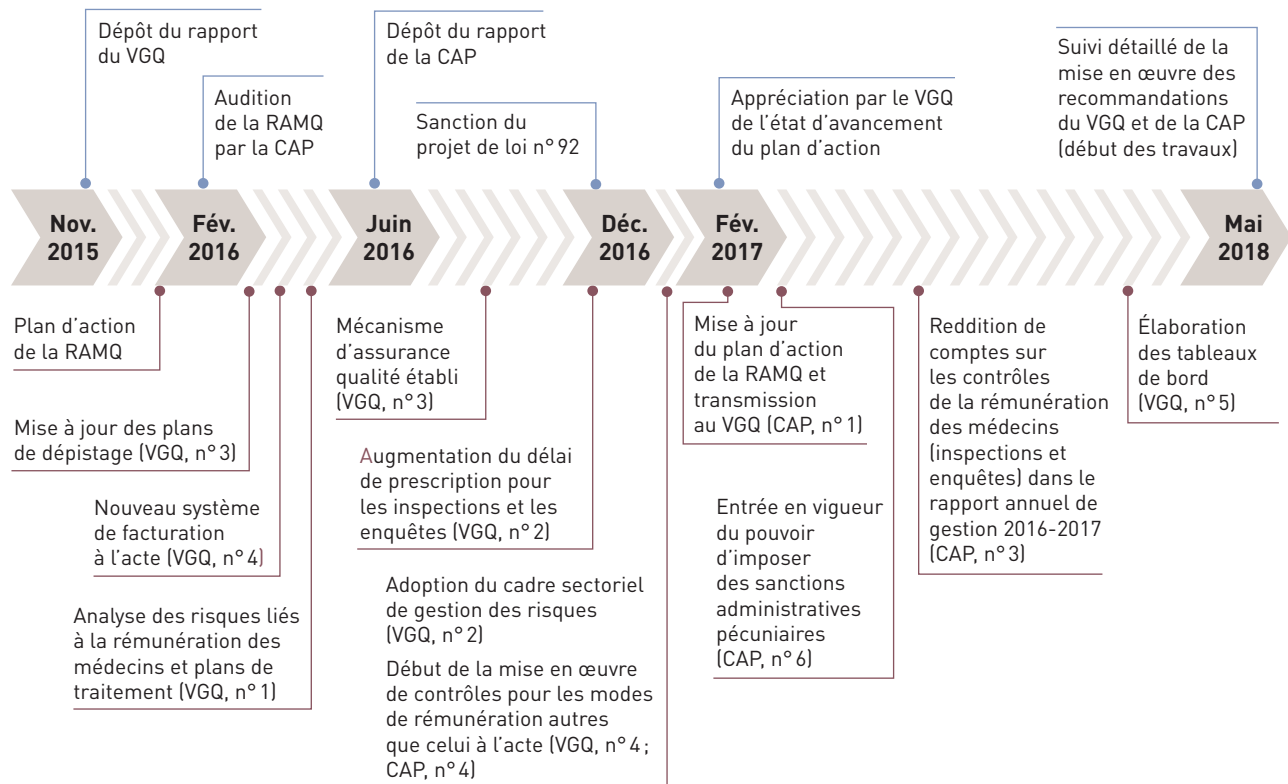 Dépôt du rapport
du VGQ
Audition
de la RAMQ
par la CAP
Dépôt du rapport
de la CAP
Sanction du
projet de loi n° 92
Appréciation par le VGQ
de l'état d'avancement
du plan d'action
Suivi détaillé de la
mise en œuvre des
recommandations
du VGQ et de la CAP
(début des travaux)
Nov.
2015
Fév.
2016
Juin
2016
Déc.
2016
Fév.
2017
Mai
2018
Plan d'action
de la RAMQ
Mise à jour des plans
de dépistage (VGQ, n° 3)
Nouveau système
de facturation
à l'acte (VGQ, n° 4)
Analyse des risques liés
à la rémunération des
médecins et plans de
traitement (VGQ, n° 1)
Mécanisme
d'assurance
qualité établi
(VGQ, n° 3)
Augmentation du délai
de prescription pour
les inspections et les
enquêtes (VGQ, n° 2)
Adoption du cadre sectoriel
de gestion des risques
(VGQ, n° 2)
Début de la mise en œuvre
de contrôles pour les modes
de rémunération autres
que celui à l'acte (VGQ, n° 4 ;
CAP, n° 4)
Mise à jour
du plan d'action
de la RAMQ et
transmission
au VGQ (CAP, n° 1)
Entrée en vigueur
du pouvoir
d'imposer
des sanctions
administratives
pécuniaires
(CAP, n° 6)
Reddition de
comptes sur
les contrôles
de la rémunération
des médecins
(inspections et
enquêtes) dans le
rapport annuel de
gestion 2016-2017
(CAP, n° 3)
Élaboration
des tableaux
de bord
(VGQ, n° 5)